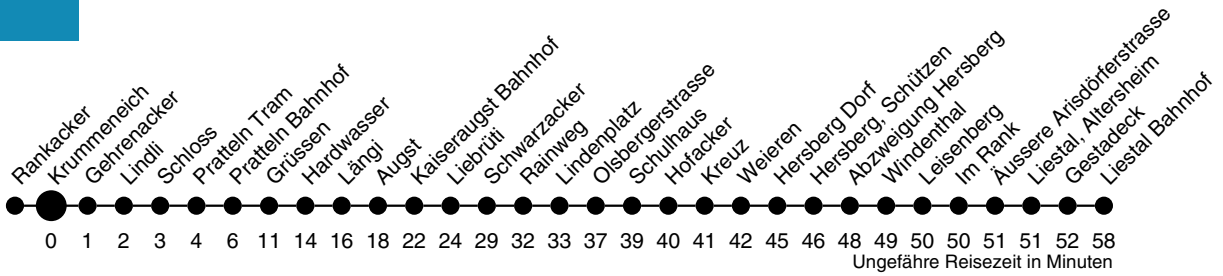 Rankacker
Krummeneich
Gehrenacker
Lindli
Schloss
Pratteln Tram
Pratteln Bahnhof
Grüssen
Hardwasser
Längi
Augst
Kaiseraugst Bahnhof
Liebrüti
Schwarzacker
Rainweg
Lindenplatz
Olsbergerstrasse
Schulhaus
Hofacker
Kreuz
Weieren
Hersberg Dorf
Hersberg, Schützen
Abzweigung Hersberg
Windenthal
Leisenberg
Im Rank
Äussere Arisdörferstrasse
Liestal, Altersheim
Gestadeck
Liestal Bahnhof
0 1 2 3 4 6 11 14 16 18 22 24 29 32 33 37 39 40 41 42 45 46 48 49 50 50 51 51 52 58
Ungefähre Reisezeit in Minuten